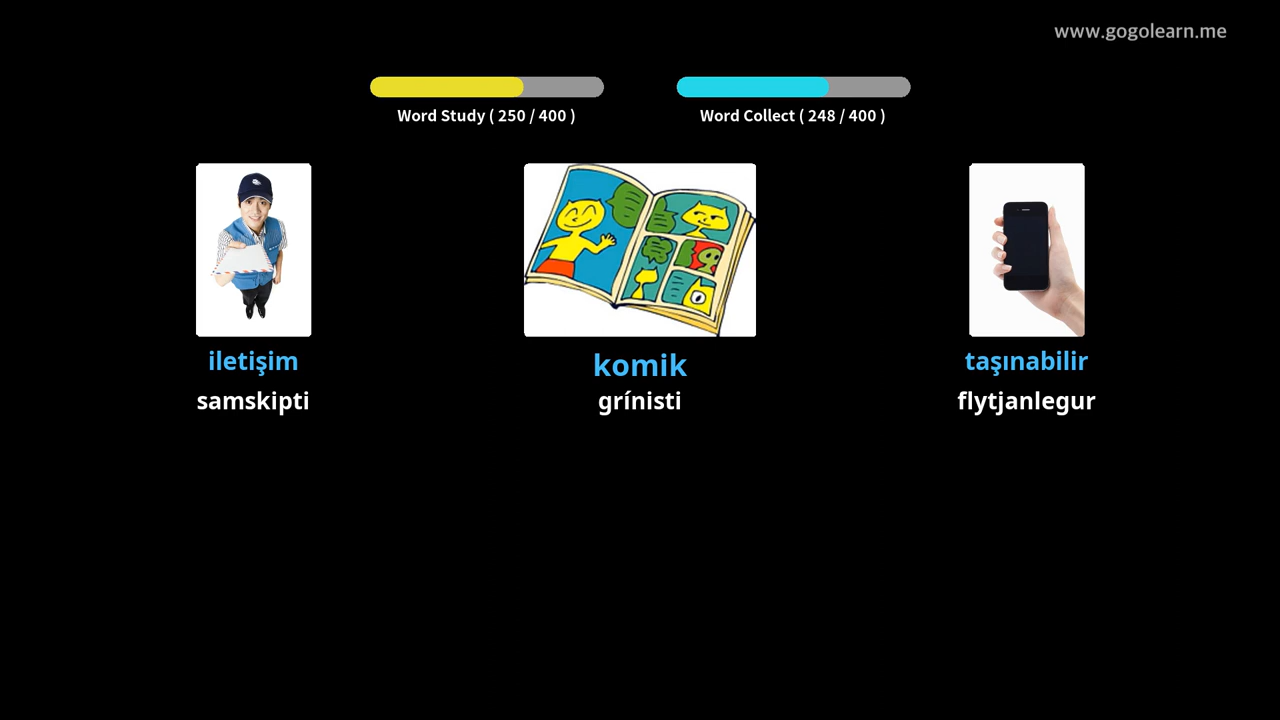 www.gogolearn.me
Word Study ( 250 / 400 )
Word Collect ( 248 / 400 )
iletişim
komik
taşınabilir
samskipti
grínisti
flytjanlegur